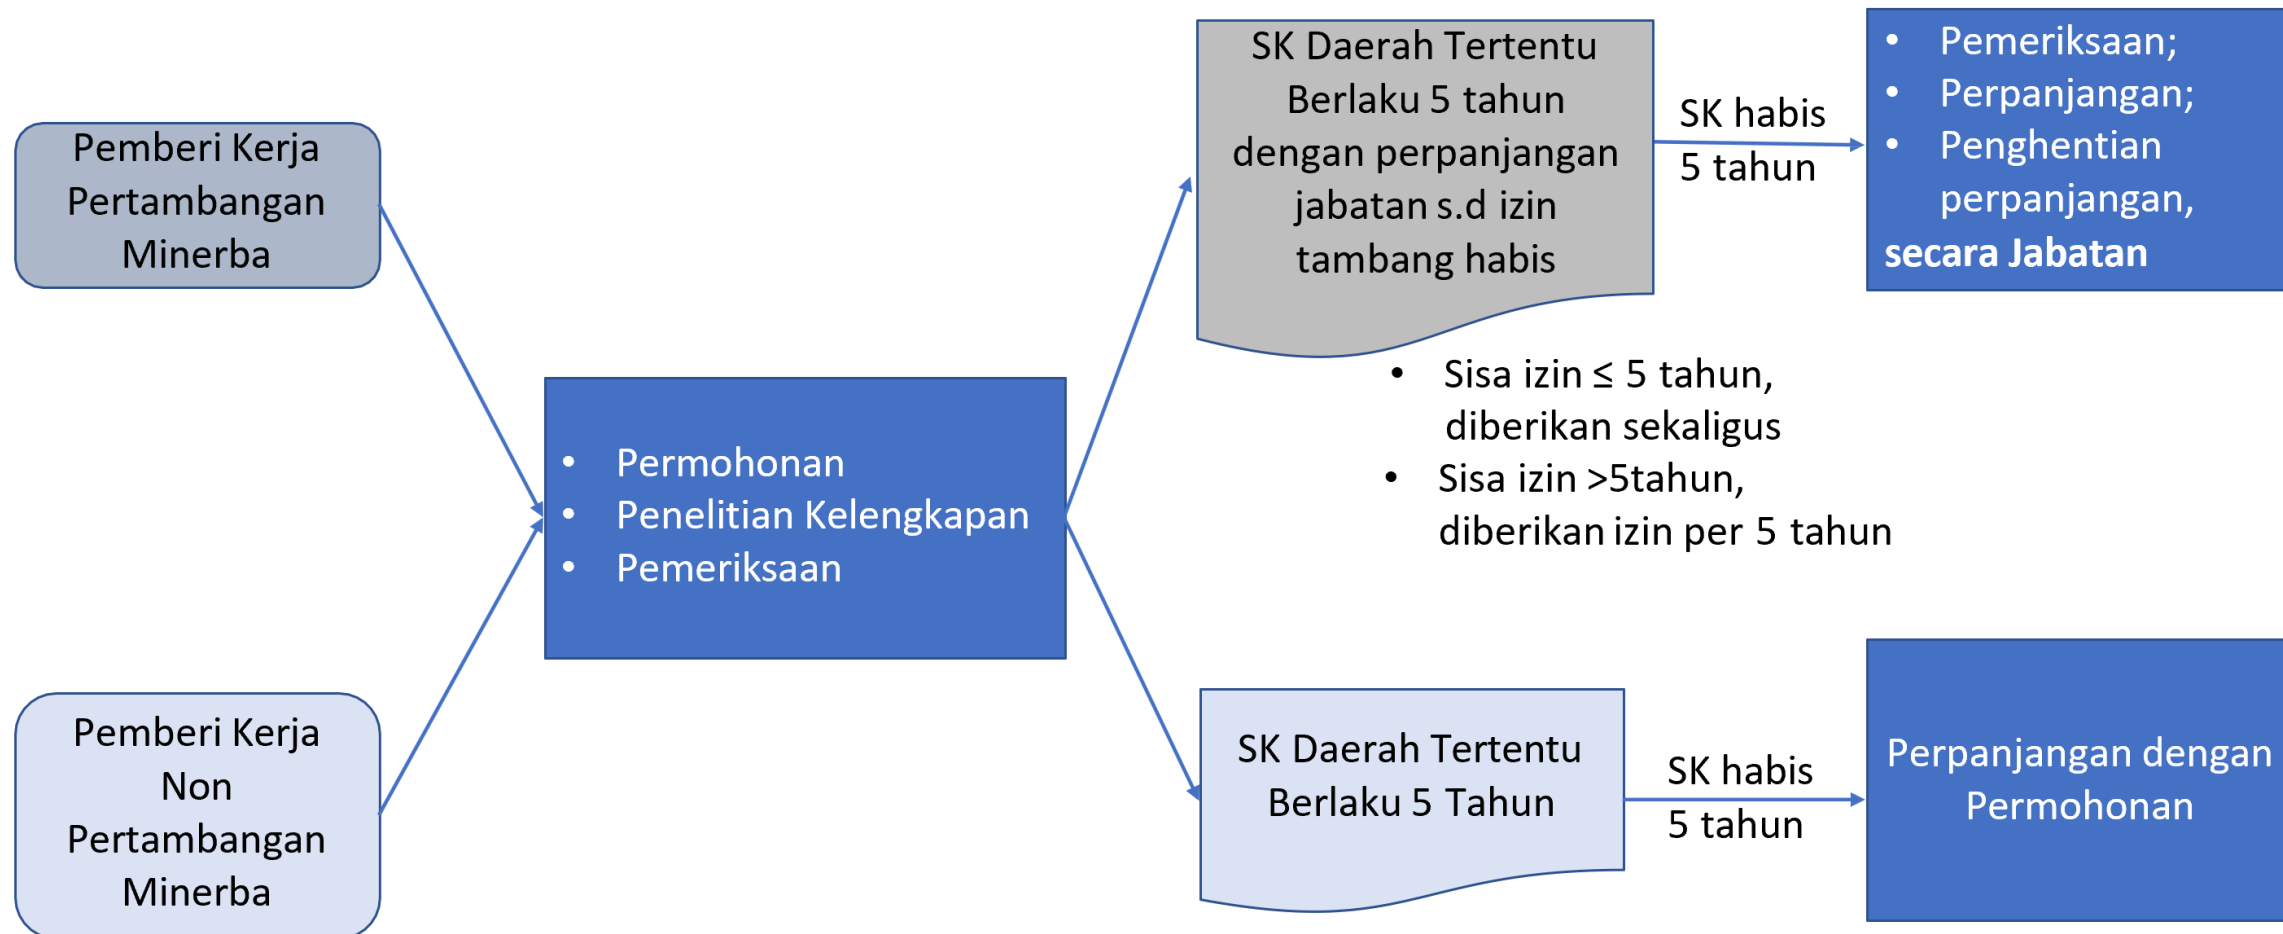 Pemberi Kerja
Pertambangan
Minerba
Pemberi Kerja
Non
Pertambangan
Minerba
• Permohonan
• Penelitian Kelengkapan
• Pemeriksaan
SK Daerah Tertentu
Berlaku 5 tahun
dengan perpanjangan
jabatan s.d izin
tambang habis
SK habis
5 tahun
• Pemeriksaan;
• Perpanjangan;
• Penghentian
perpanjangan,
secara Jabatan
• Sisa izin ≤ 5 tahun,
diberikan sekaligus
• Sisa izin >5tahun,
diberikan izin per 5 tahun
SK Daerah Tertentu
Berlaku 5 Tahun
SK habis
5 tahun
Perpanjangan dengan
Permohonan